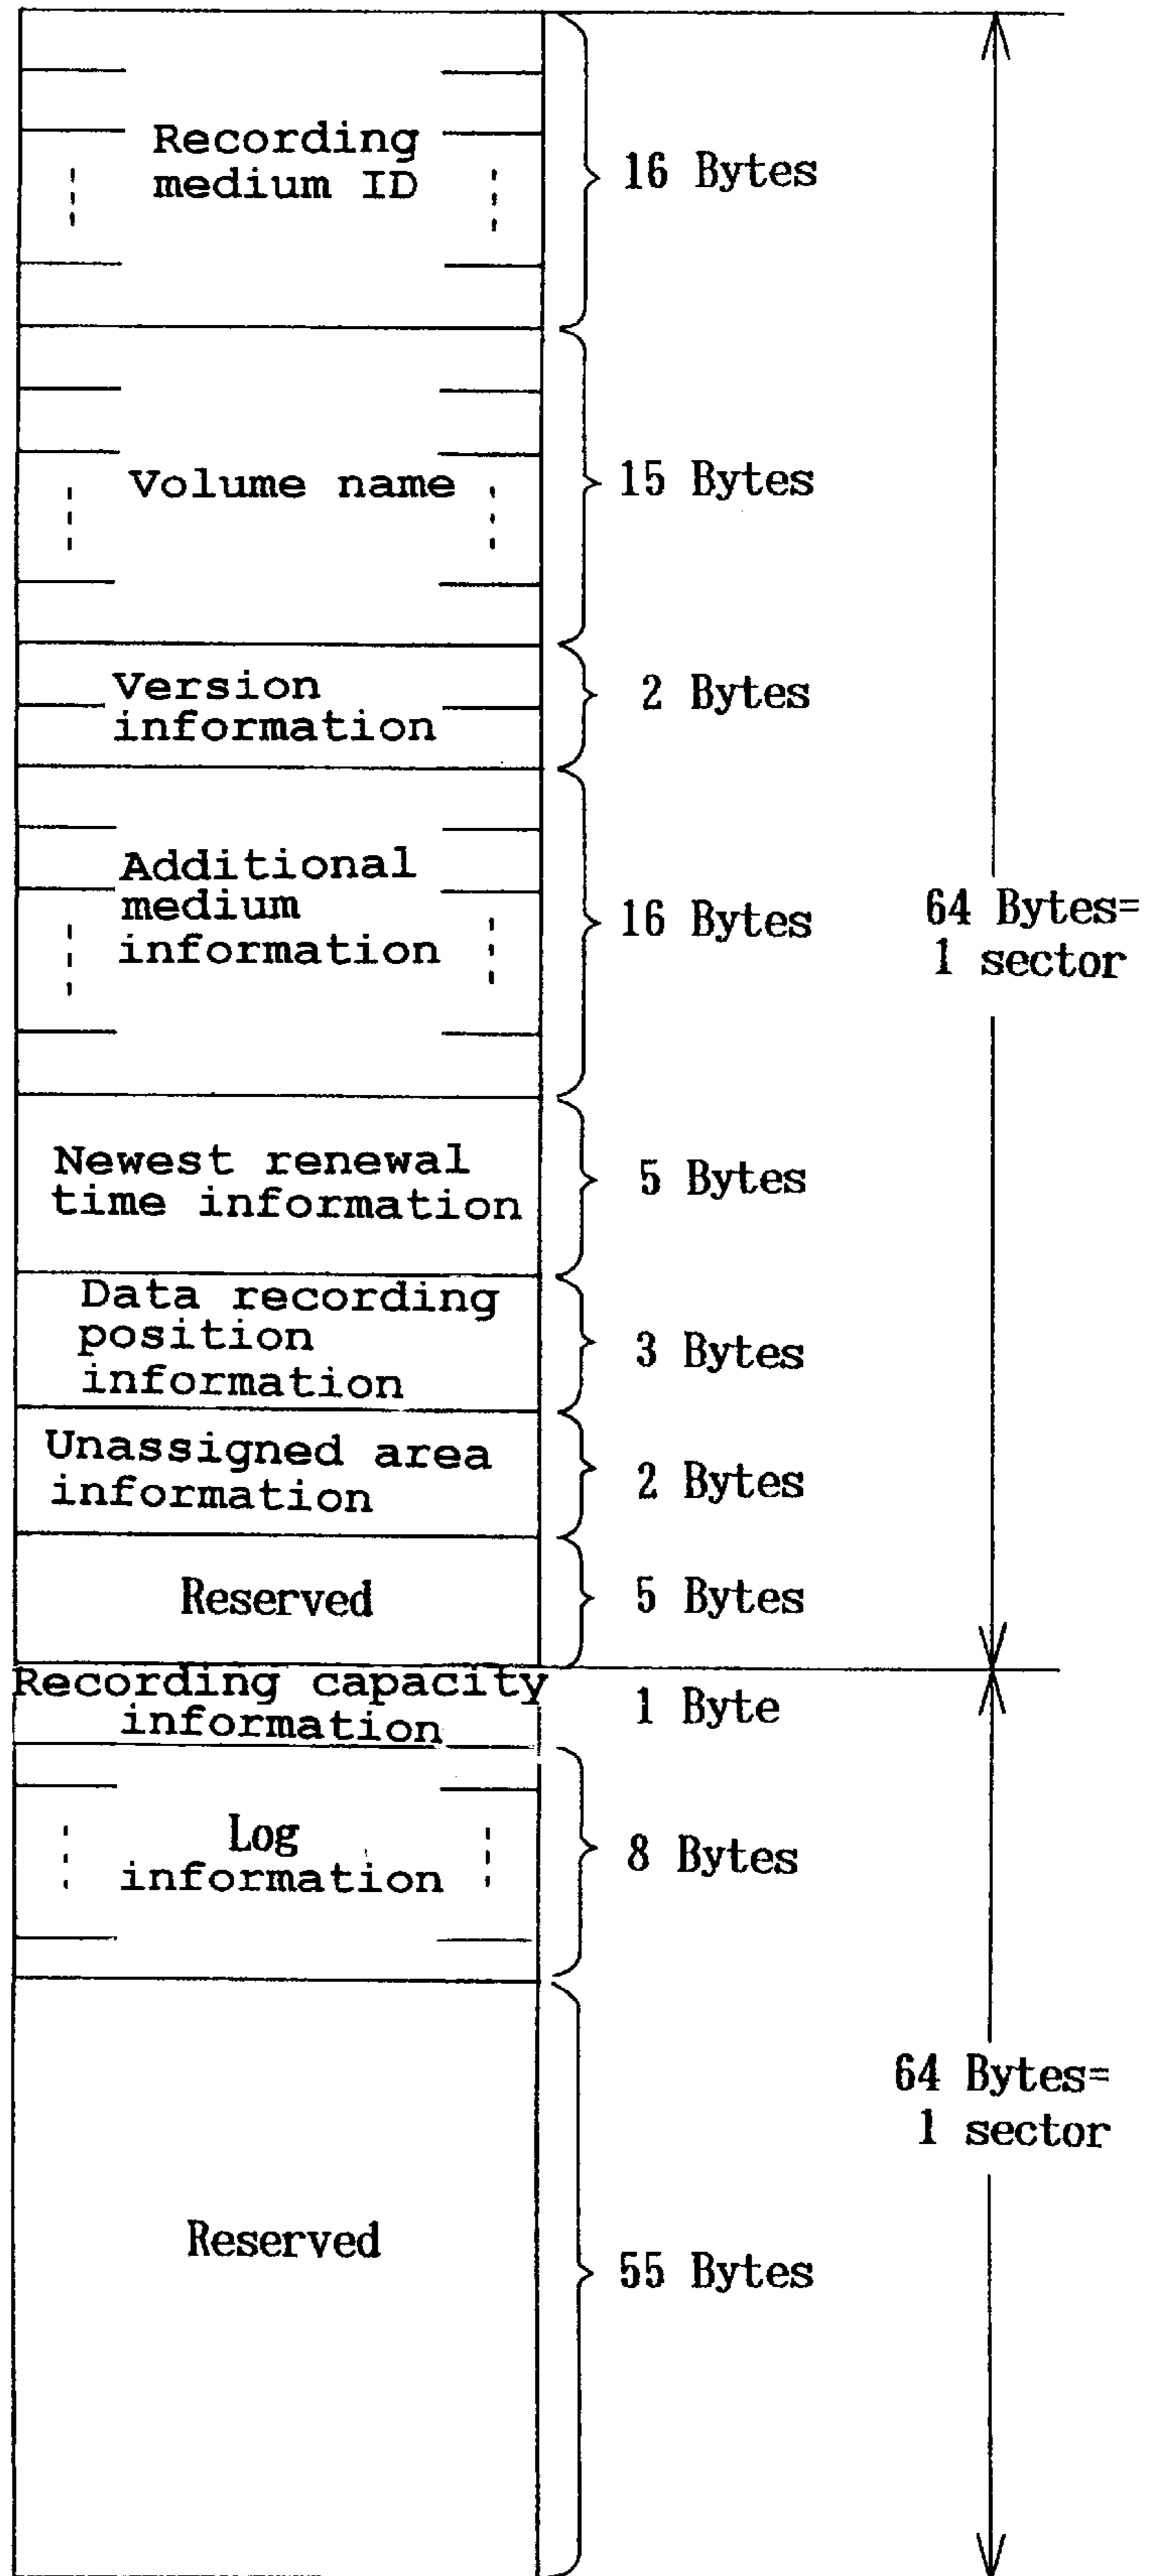 Recording
medium ID
16 Bytes
Volume name
15 Bytes
Version
information
2 Bytes
Additional
medium
information
16 Bytes
64 Bytes=
1 sector
Newest renewal
time information
5 Bytes
Data recording
position
information
3 Bytes
Unassigned area
information
2 Bytes
Reserved
5 Bytes
Recording capacity
information
1 Byte
Log
information
8 Bytes
64 Bytes=
1 sector
Reserved
55 Bytes